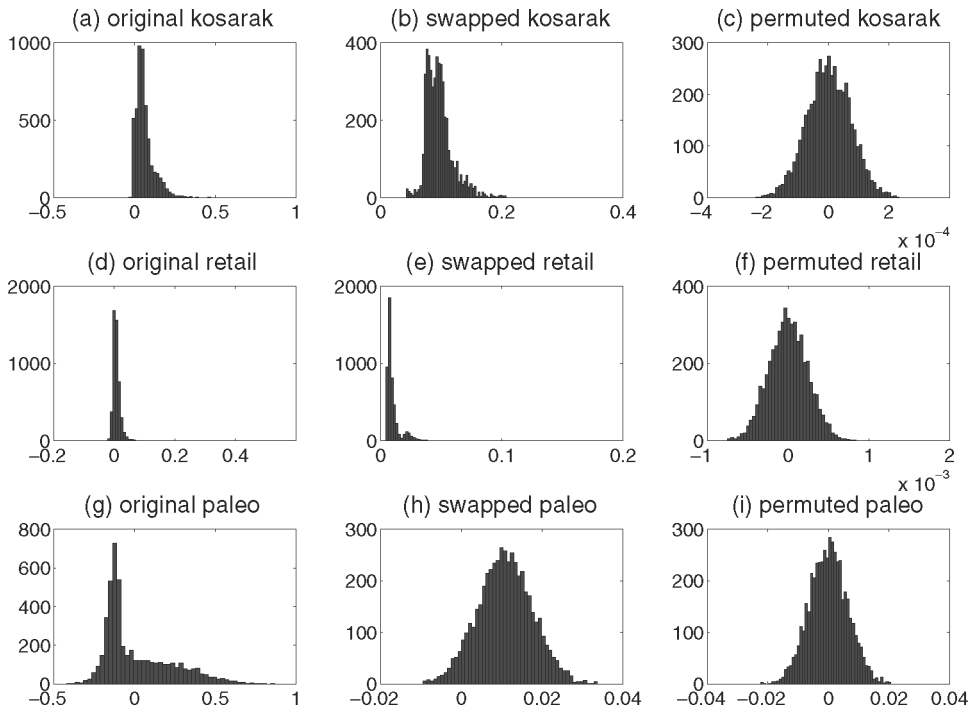 (a) original kosarak
(b) swapped kosarak
(c) permuted kosarak
1000
500
0
−0.5 0 0.5 1
400
200
0
0 0.2 0.4
300
200
100
0
−4 −2 0 2
x 10⁻⁴
(d) original retail
(e) swapped retail
(f) permuted retail
2000
1000
0
−0.2 0 0.2 0.4
2000
1000
0
0 0.1 0.2
400
200
0
−1 0 1 2
x 10⁻³
(g) original paleo
(h) swapped paleo
(i) permuted paleo
800
600
400
200
0
−0.5 0 0.5 1
300
200
100
0
−0.02 0 0.02 0.04
300
200
100
0
−0.04 −0.02 0 0.02 0.04